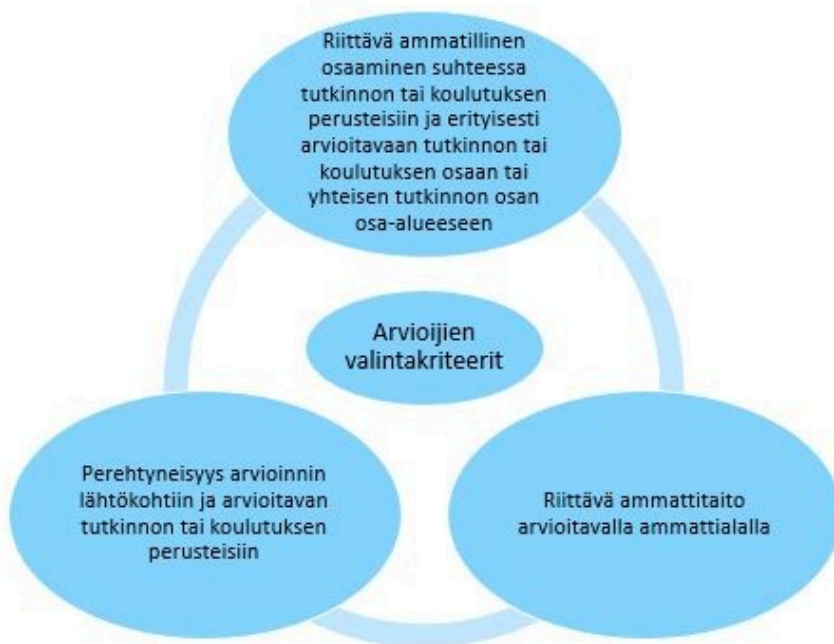 Riittävä ammatillinen
osaaminen suhteessa
tutkinnon tai koulutuksen
perusteisiin ja erityisesti
arvioitavaan tutkinnon tai
koulutuksen osaan tai
yhteisen tutkinnon osan
osa-alueeseen
Arvioijien
valintakriteerit
Perehtyneisyys arvioinnin
lähtökohtiin ja arvioitavan
tutkinnon tai koulutuksen
perusteisiin
Riittävä ammattitaito
arvioitavalla ammattialalla